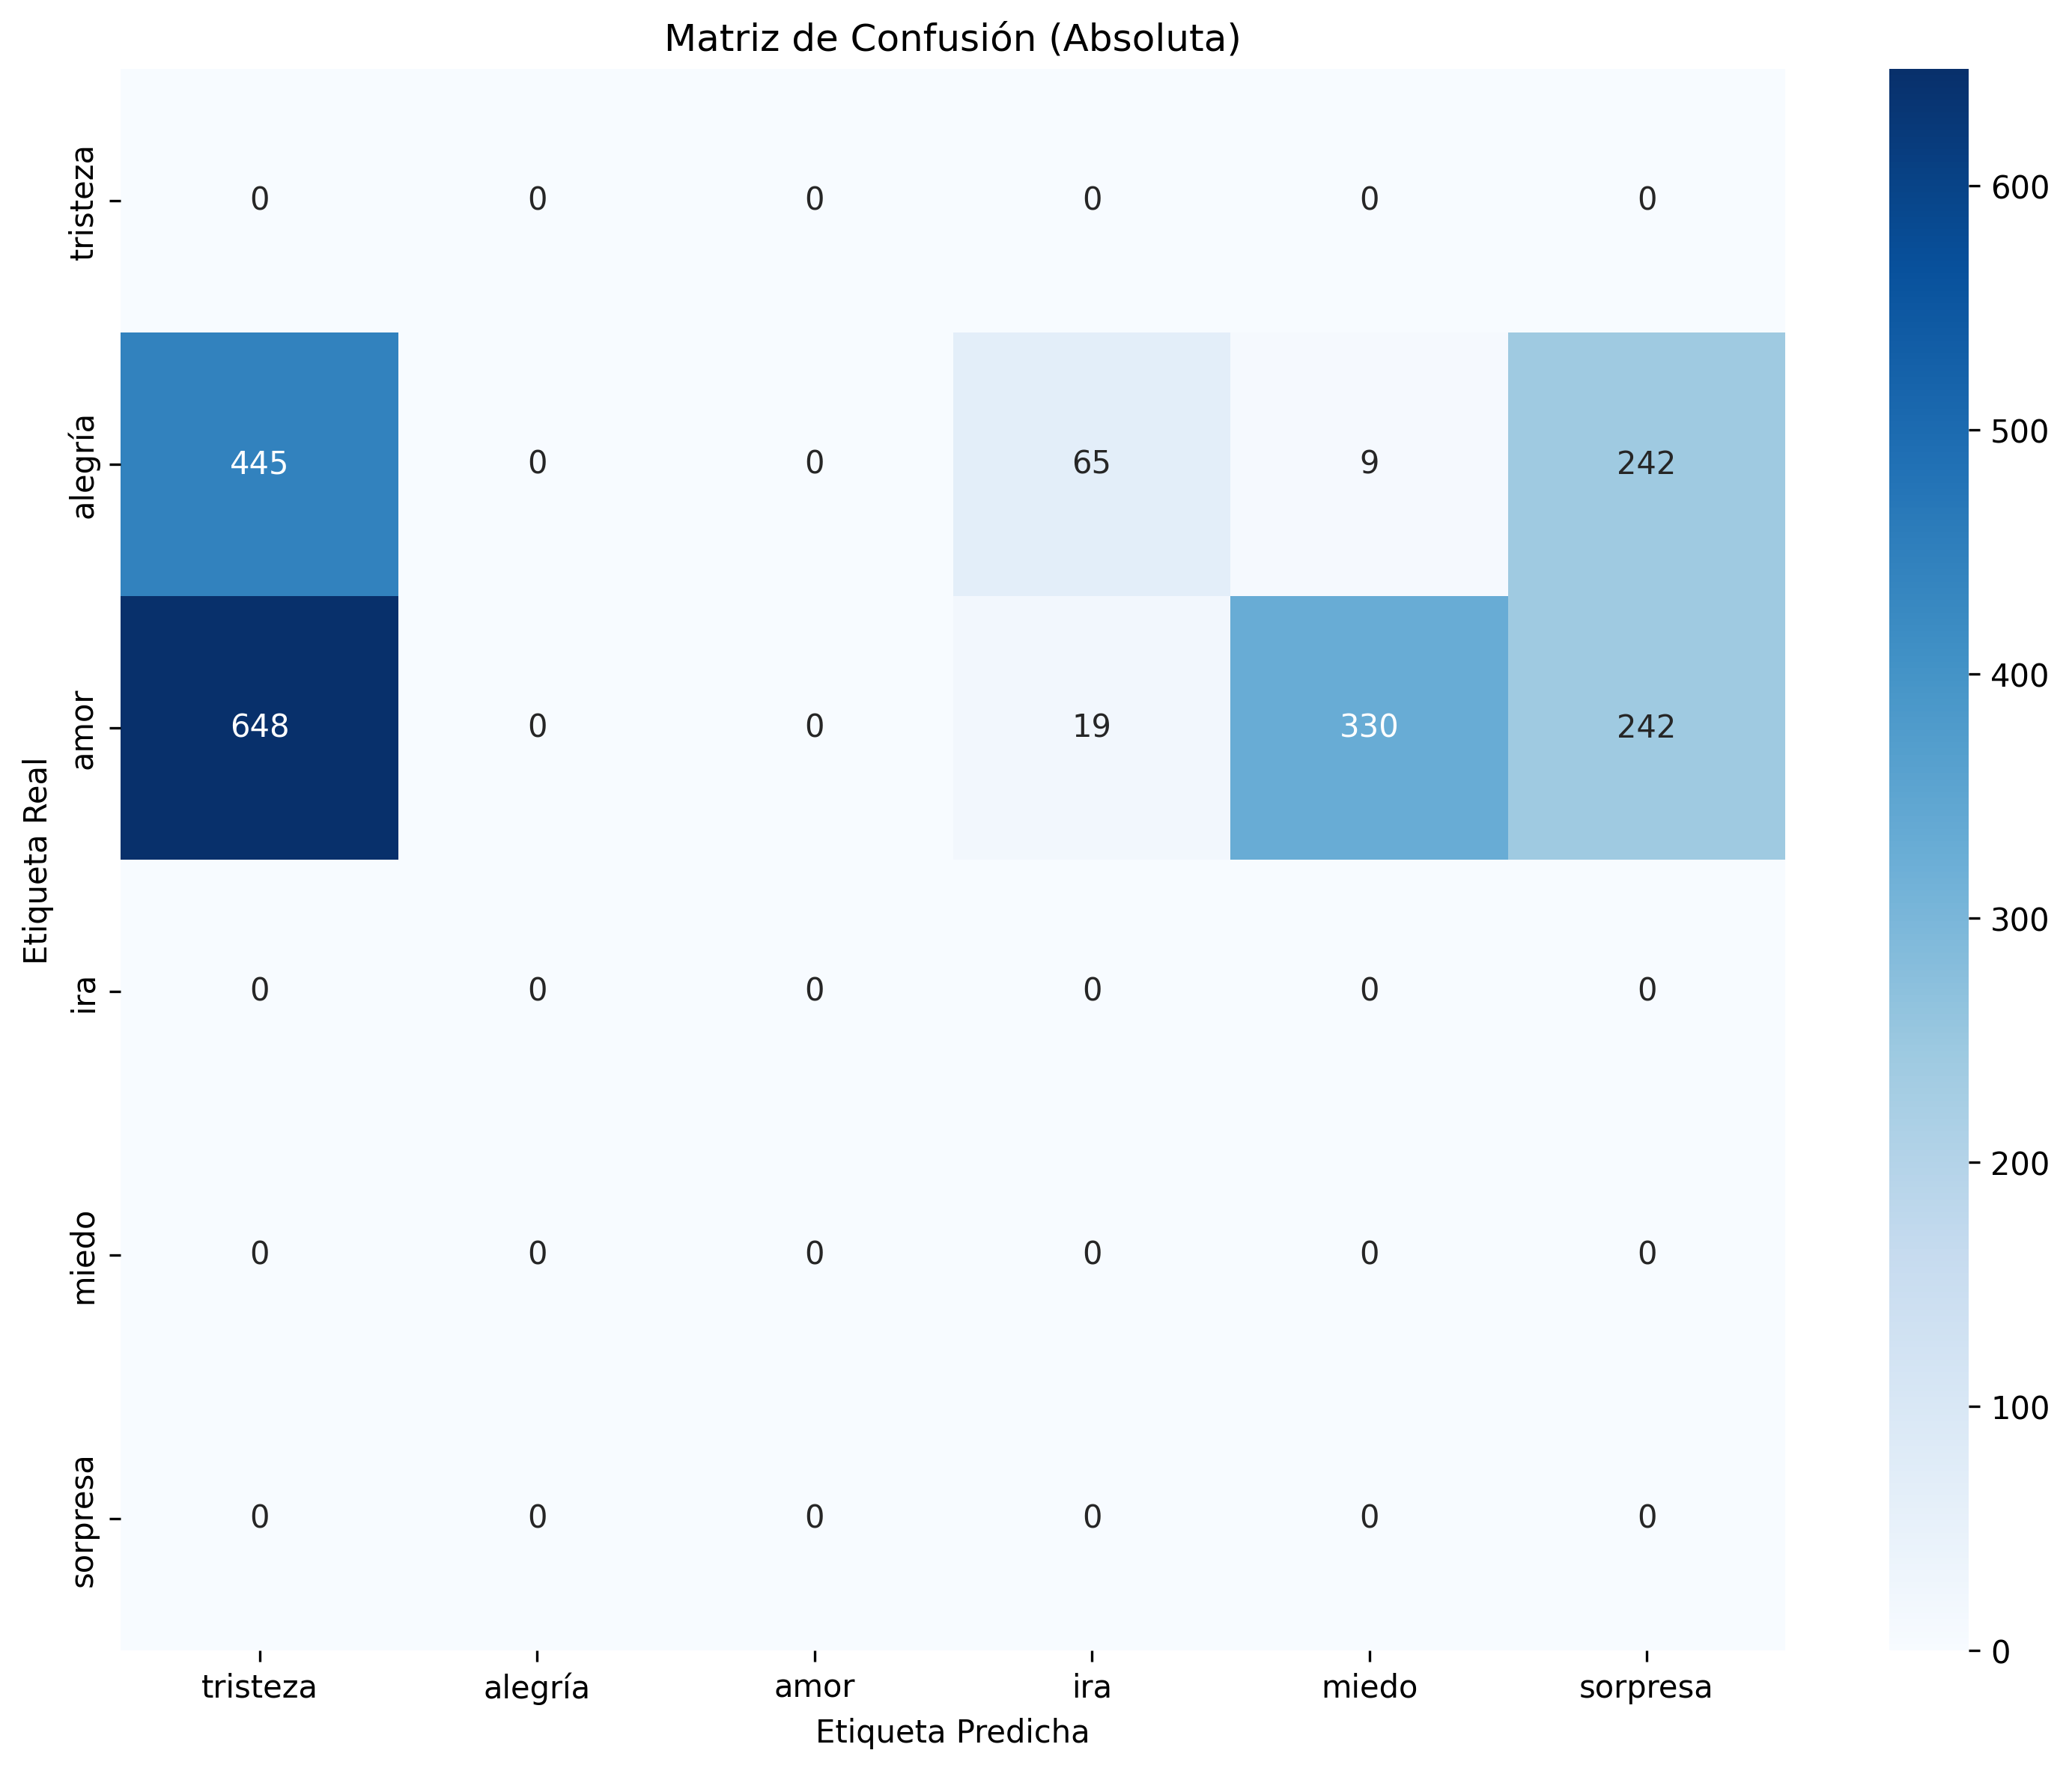 Matriz de Confusión (Absoluta)
tristeza 0 0 0 0 0 0
alegría 445 0 0 65 9 242
amor 648 0 0 19 330 242
ira 0 0 0 0 0 0
miedo 0 0 0 0 0 0
sorpresa 0 0 0 0 0 0
Etiqueta Real
tristeza alegría amor ira miedo sorpresa
Etiqueta Predicha
600
500
400
300
200
100
0